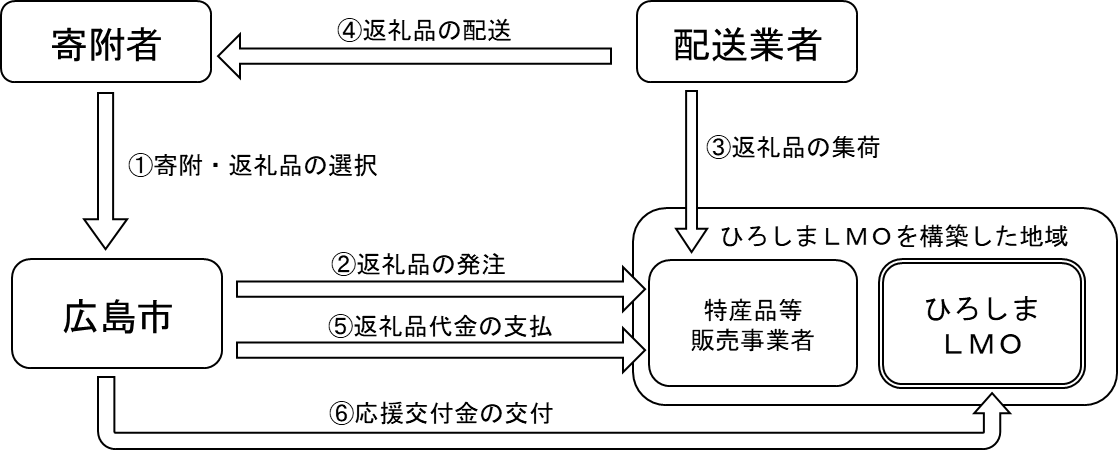 寄附者
④返礼品の配送
配送業者
①寄附・返礼品の選択
③返礼品の集荷
ひろしまＬＭＯを構築した地域
広島市
②返礼品の発注
⑤返礼品代金の支払
特産品等
販売事業者
ひろしま
ＬＭＯ
⑥応援交付金の交付